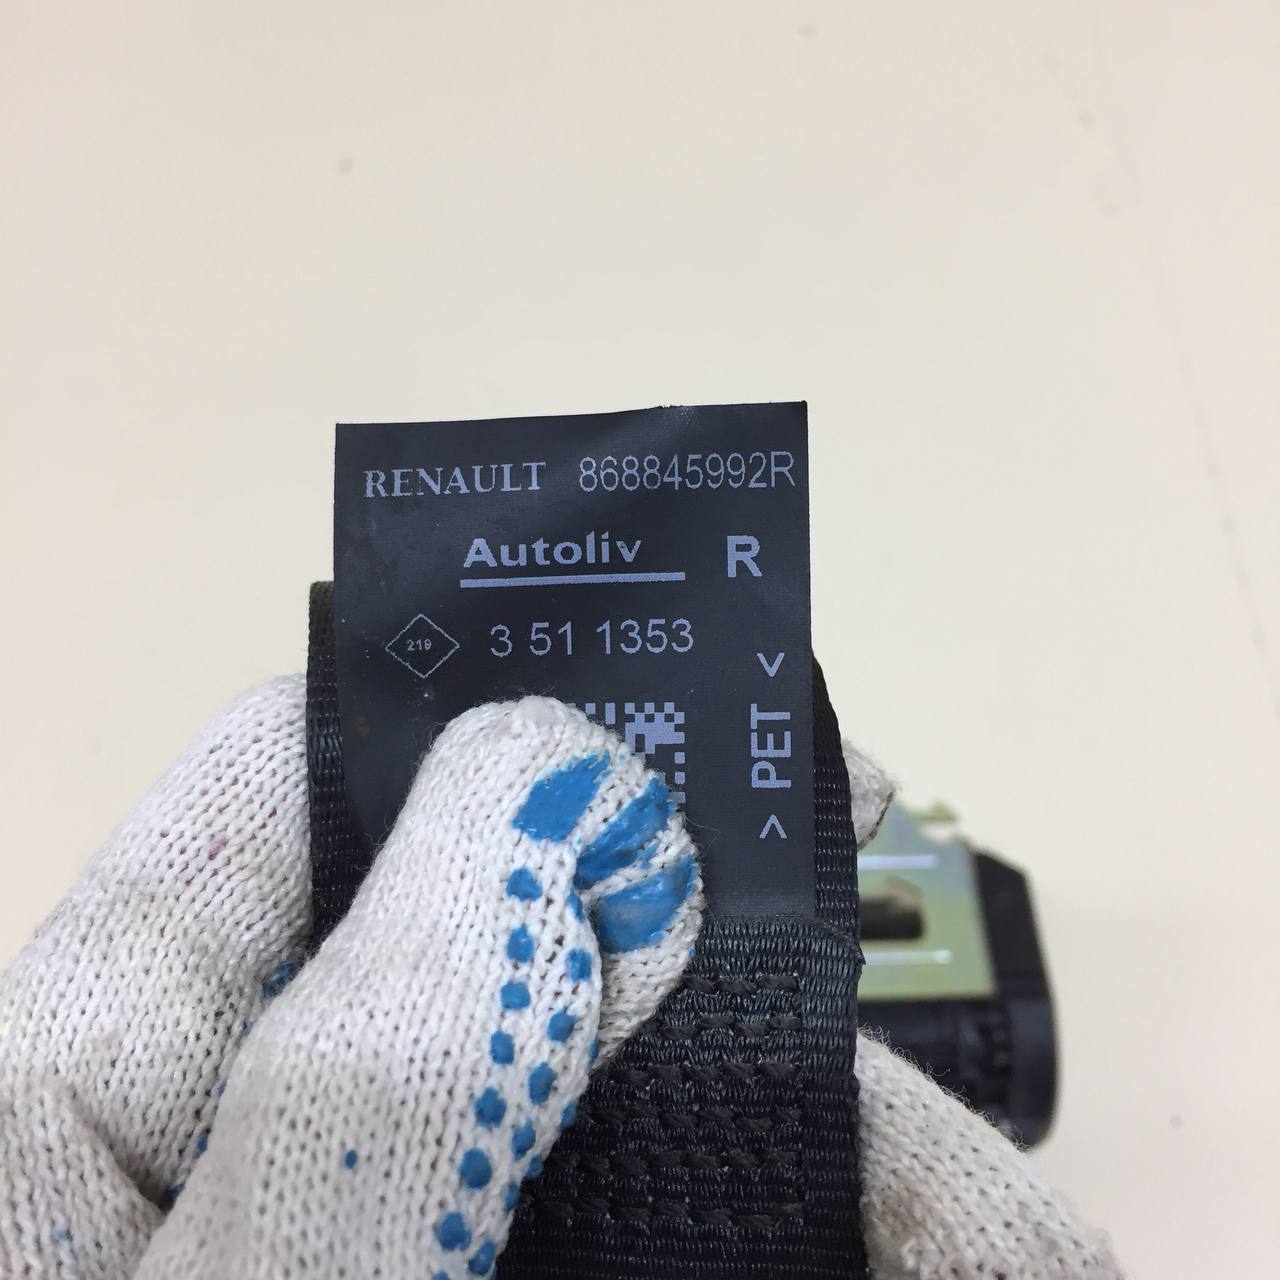 RENAULT 868845992R
Autoliv R
219 3 51 1353
> PET <